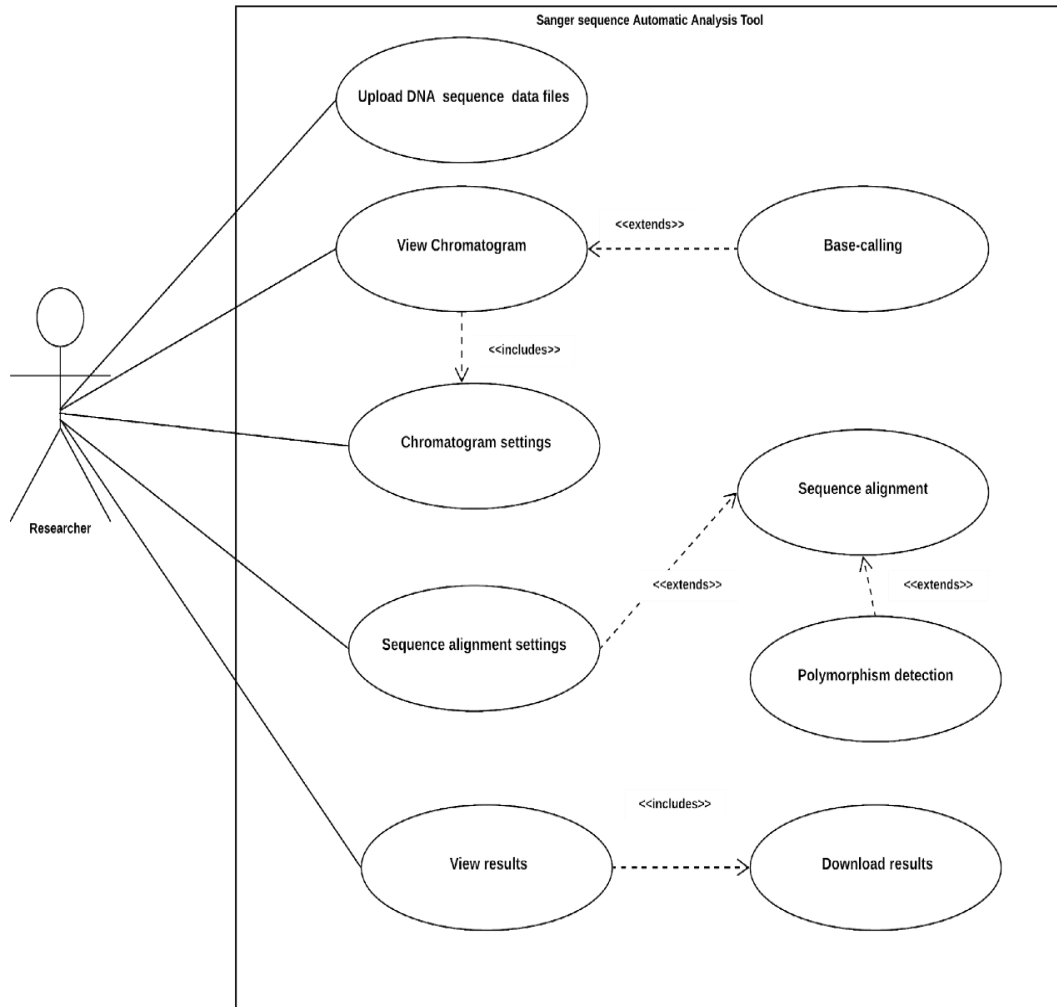 Sanger sequence Automatic Analysis Tool
Upload DNA sequence data files
View Chromatogram
<<extends>>
Base-calling
<<includes>>
Chromatogram settings
Sequence alignment
Researcher
<<extends>>
<<extends>>
Sequence alignment settings
Polymorphism detection
<<includes>>
View results
Download results